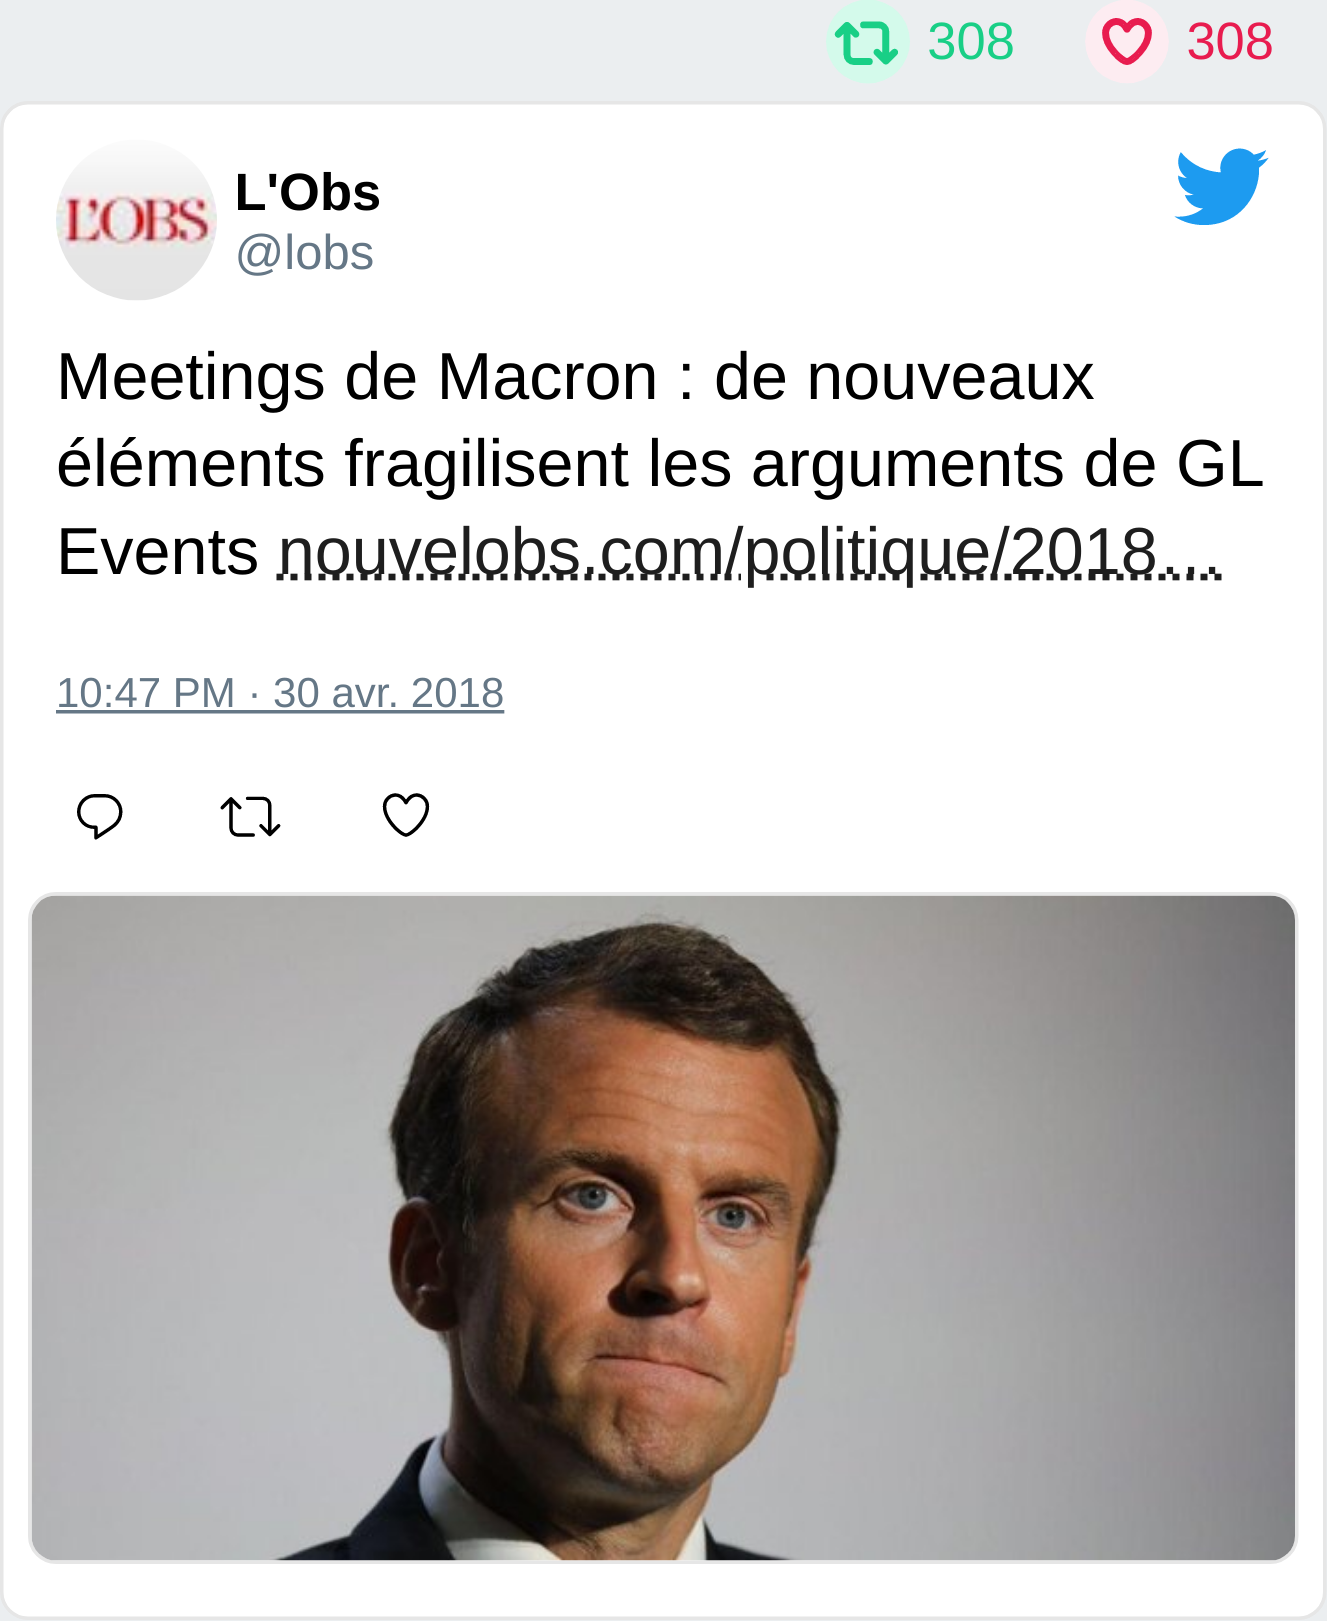 308 308
L'OBS
L'Obs
@lobs
Meetings de Macron : de nouveaux
éléments fragilisent les arguments de GL
Events nouvelobs.com/politique/2018…
10:47 PM · 30 avr. 2018